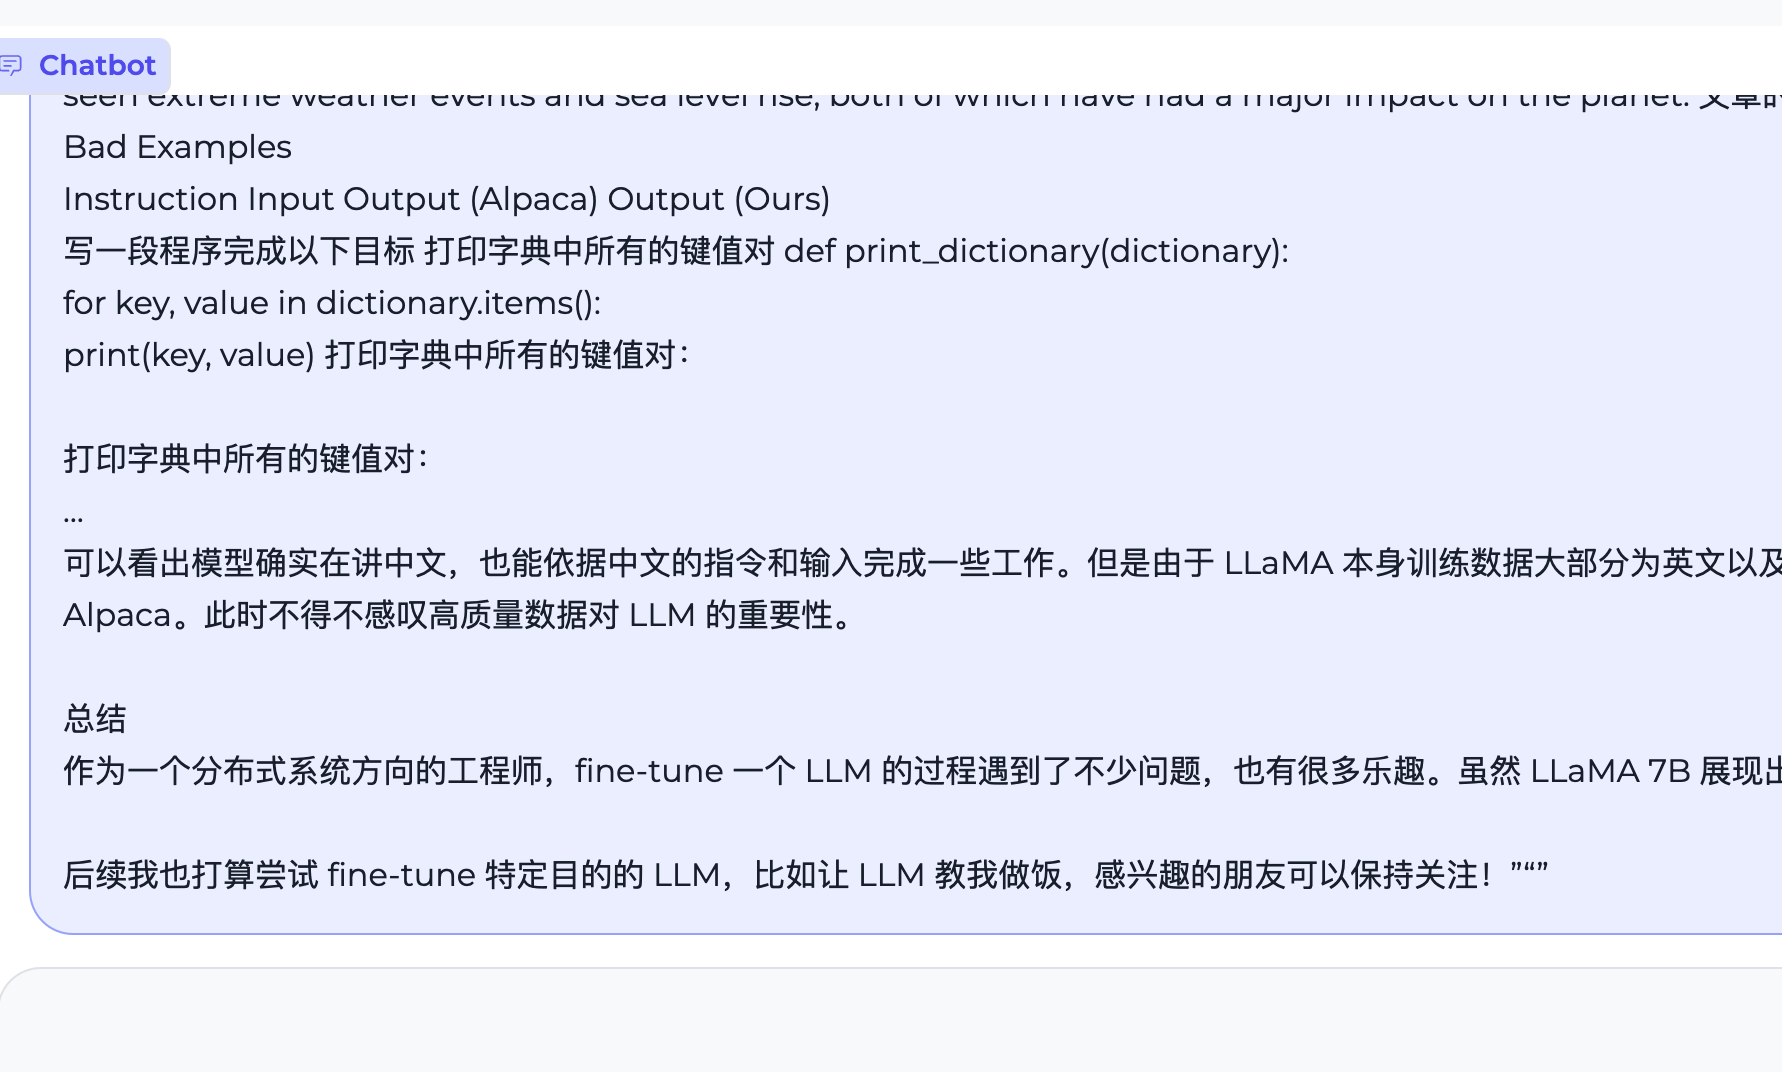 Chatbot
seen extreme weather events and sea level rise, both of which have had a major impact on the planet. 文章的
Bad Examples
Instruction Input Output (Alpaca) Output (Ours)
写一段程序完成以下目标 打印字典中所有的键值对 def print_dictionary(dictionary):
for key, value in dictionary.items():
print(key, value) 打印字典中所有的键值对：
打印字典中所有的键值对：
...
可以看出模型确实在讲中文，也能依据中文的指令和输入完成一些工作。但是由于 LLaMA 本身训练数据大部分为英文以及
Alpaca。此时不得不感叹高质量数据对 LLM 的重要性。
总结
作为一个分布式系统方向的工程师，fine-tune 一个 LLM 的过程遇到了不少问题，也有很多乐趣。虽然 LLaMA 7B 展现出
后续我也打算尝试 fine-tune 特定目的的 LLM，比如让 LLM 教我做饭，感兴趣的朋友可以保持关注！”“”